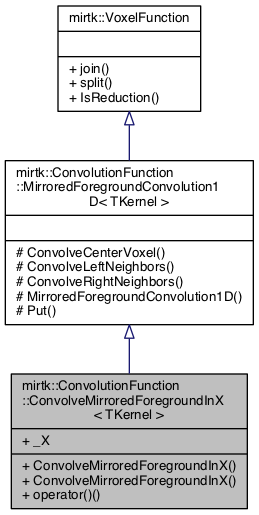 mirtk::VoxelFunction
+ join()
+ split()
+ IsReduction()
mirtk::ConvolutionFunction
::MirroredForegroundConvolution1
D< TKernel >
# ConvolveCenterVoxel()
# ConvolveLeftNeighbors()
# ConvolveRightNeighbors()
# MirroredForegroundConvolution1D()
# Put()
mirtk::ConvolutionFunction
::ConvolveMirroredForegroundInX
< TKernel >
+ _X
+ ConvolveMirroredForegroundInX()
+ ConvolveMirroredForegroundInX()
+ operator()()